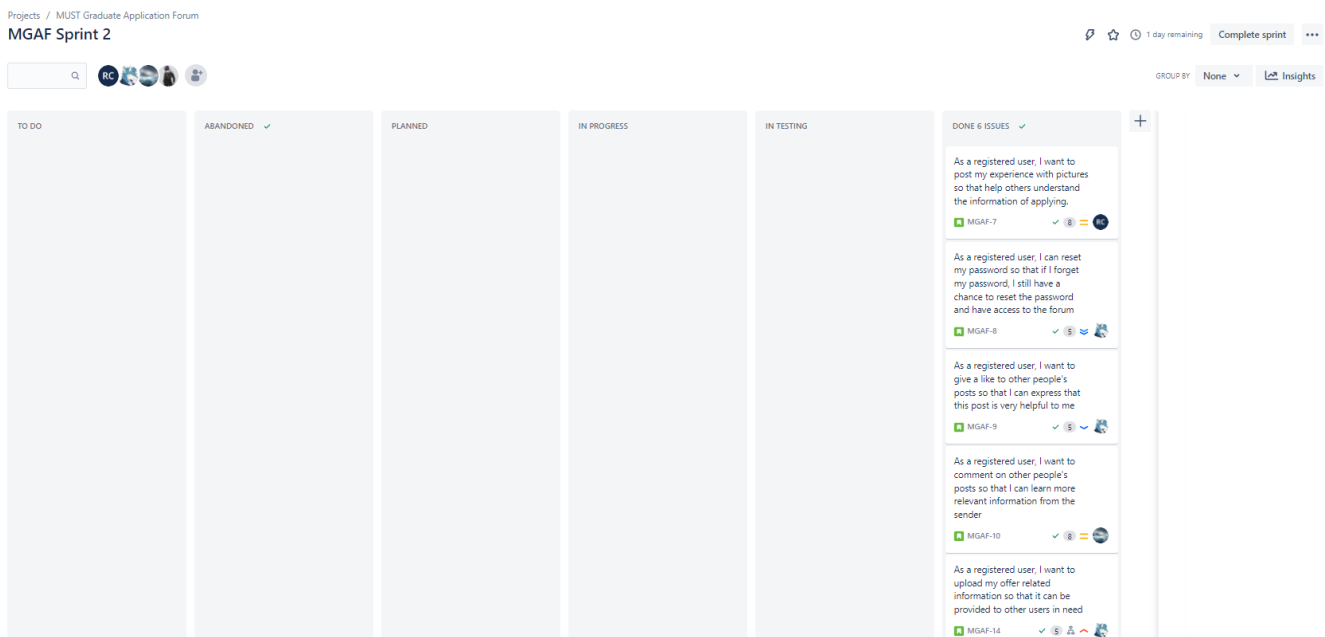 Projects / MUST Graduate Application Forum
MGAF Sprint 2
1 day remaining
Complete sprint
RC
GROUP BY
None
Insights
TO DO
ABANDONED
PLANNED
IN PROGRESS
IN TESTING
DONE 6 ISSUES
As a registered user, I want to
post my experience with pictures
so that help others understand
the information of applying.
MGAF-7
8
RC
As a registered user, I can reset
my password so that if I forget
my password, I still have a
chance to reset the password
and have access to the forum
MGAF-8
5
As a registered user, I want to
give a like to other people's
posts so that I can express that
this post is very helpful to me
MGAF-9
5
As a registered user, I want to
comment on other people's
posts so that I can learn more
relevant information from the
sender
MGAF-10
8
As a registered user, I want to
upload my offer related
information so that it can be
provided to other users in need
MGAF-14
5